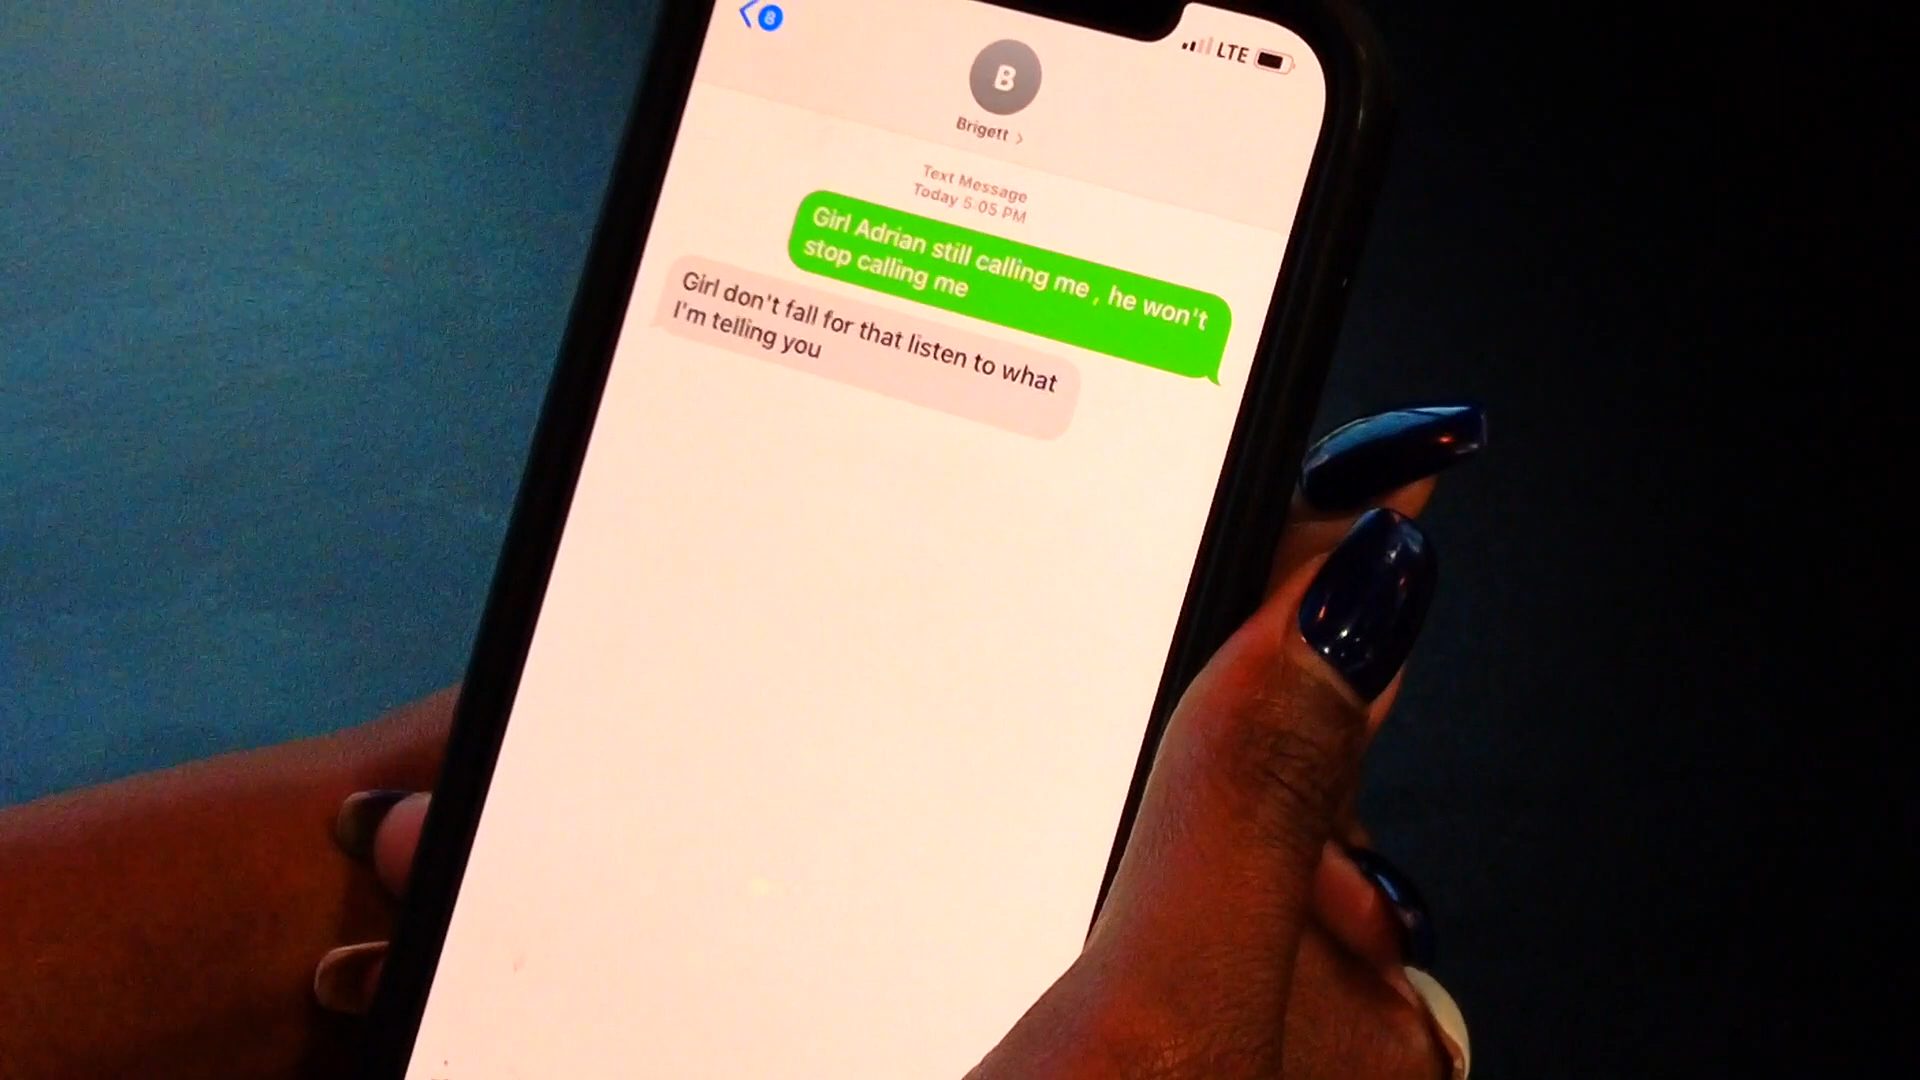 8
LTE
B
Brigett >
Text Message
Today 5:05 PM
Girl Adrian still calling me , he won't
stop calling me
Girl don't fall for that listen to what
I'm telling you